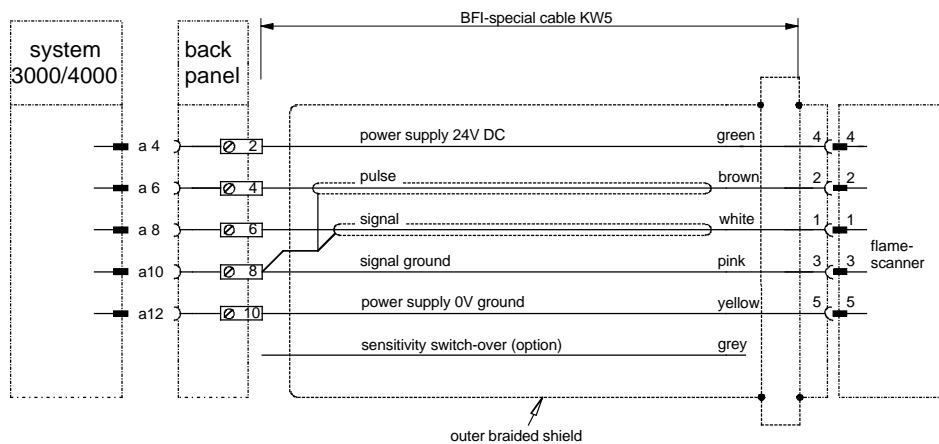 BFI-special cable KW5
system
3000/4000
back
panel
a 4 2 power supply 24V DC green 4 4
a 6 4 pulse brown 2 2
a 8 6 signal white 1 1
flame-
scanner
a10 8 signal ground pink 3 3
a12 10 power supply 0V ground yellow 5 5
sensitivity switch-over (option) grey
outer braided shield